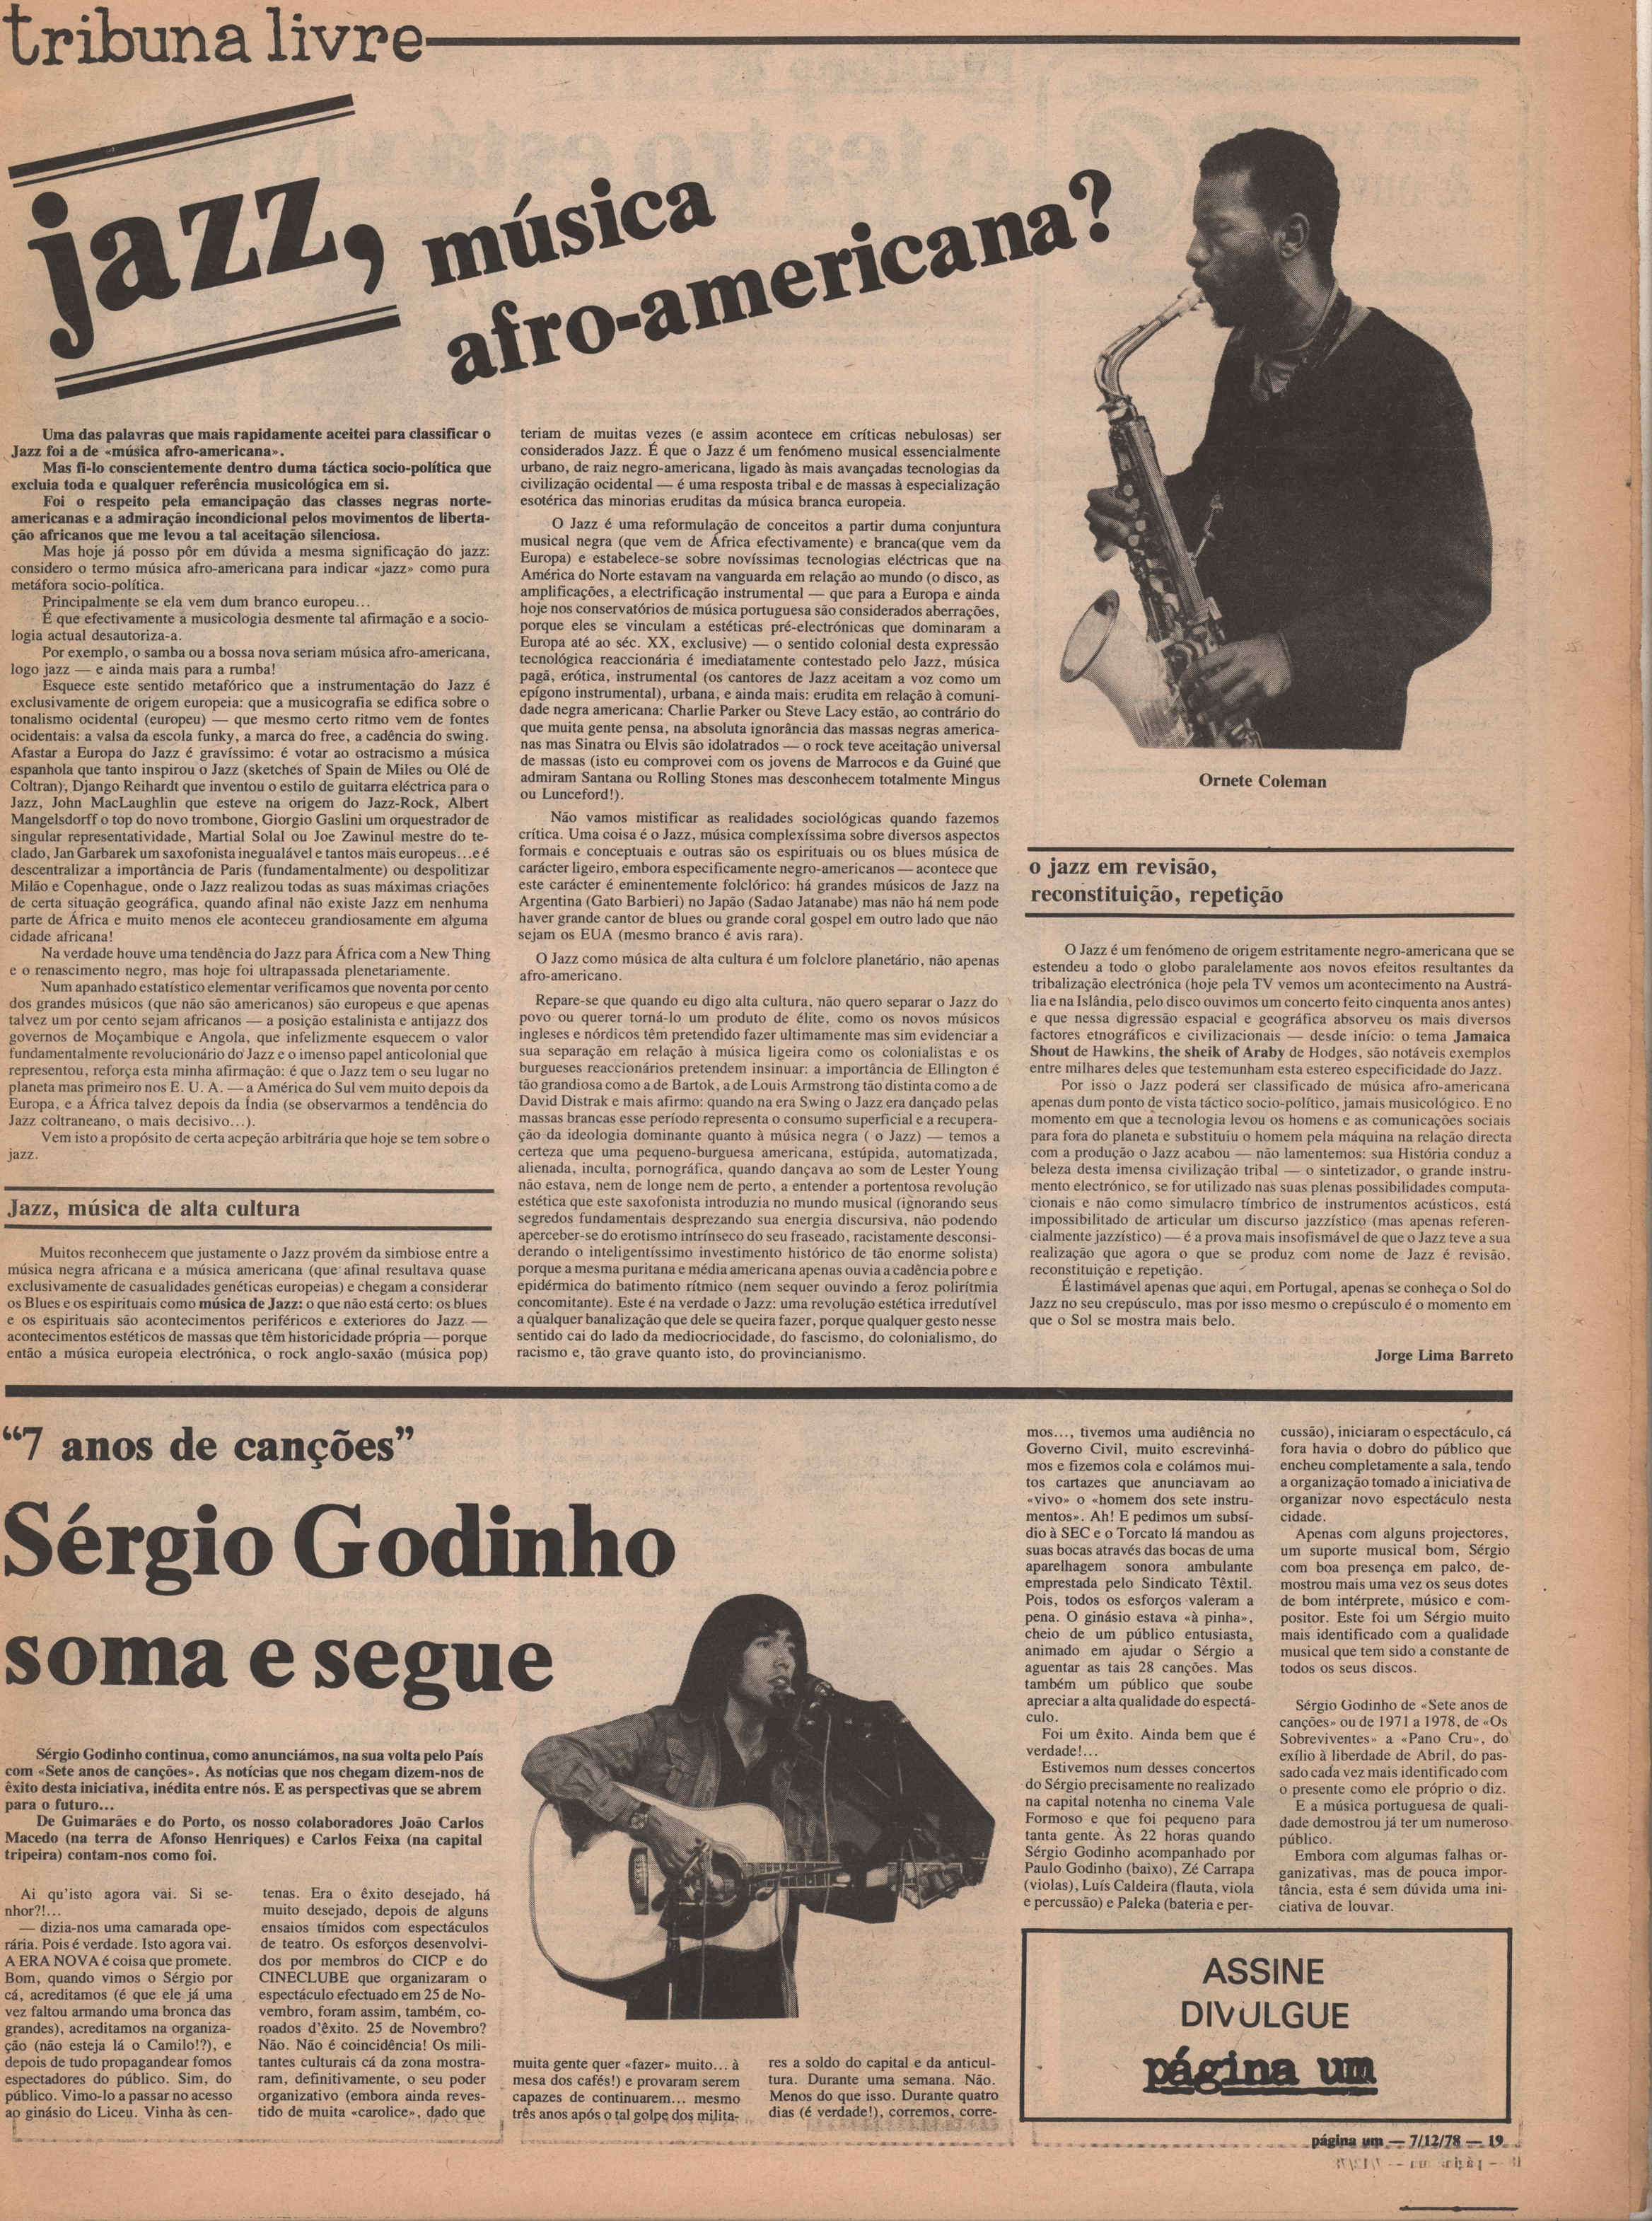 tribuna livre
jazz, música
afro-americana?
Uma das palavras que mais rapidamente aceitei para classificar o
Jazz foi a de «música afro-americana».
Mas fi-lo conscientemente dentro duma táctica socio-política que
excluia toda e qualquer referência musicológica em si.
Foi o respeito pela emancipação das classes negras norte-
americanas e a admiração incondicional pelos movimentos de liberta-
ção africanos que me levou a tal aceitação silenciosa.
Mas hoje já posso pôr em dúvida a mesma significação do jazz:
considero o termo música afro-americana para indicar «jazz» como pura
metáfora socio-política.
Principalmente se ela vem dum branco europeu...
É que efectivamente a musicologia desmente tal afirmação e a socio-
logia actual desautoriza-a.
Por exemplo, o samba ou a bossa nova seriam música afro-americana,
logo jazz — e ainda mais para a rumba!
Esquece este sentido metafórico que a instrumentação do Jazz é
exclusivamente de origem europeia: que a musicografia se edifica sobre o
tonalismo ocidental (europeu) — que mesmo certo ritmo vem de fontes
ocidentais: a valsa da escola funky, a marca do free, a cadência do swing.
Afastar a Europa do Jazz é gravíssimo: é votar ao ostracismo a música
espanhola que tanto inspirou o Jazz (sketches of Spain de Miles ou Olé de
Coltran), Django Reihardt que inventou o estilo de guitarra eléctrica para o
Jazz, John MacLaughlin que esteve na origem do Jazz-Rock, Albert
Mangelsdorff o top do novo trombone, Giorgio Gaslini um orquestrador de
singular representatividade, Martial Solal ou Joe Zawinul mestre do te-
clado, Jan Garbarek um saxofonista inegualável e tantos mais europeus...e é
descentralizar a importância de Paris (fundamentalmente) ou despolitizar
Milão e Copenhague, onde o Jazz realizou todas as suas máximas criações
de certa situação geográfica, quando afinal não existe Jazz em nenhuma
parte de África e muito menos ele aconteceu grandiosamente em alguma
cidade africana!
Na verdade houve uma tendência do Jazz para África com a New Thing
e o renascimento negro, mas hoje foi ultrapassada plenetariamente.
Num apanhado estatístico elementar verificamos que noventa por cento
dos grandes músicos (que não são americanos) são europeus e que apenas
talvez um por cento sejam africanos — a posição estalinista e antijazz dos
governos de Moçambique e Angola, que infelizmente esquecem o valor
fundamentalmente revolucionário do Jazz e o imenso papel anticolonial que
representou, reforça esta minha afirmação: é que o Jazz tem o seu lugar no
planeta mas primeiro nos E. U. A. — a América do Sul vem muito depois da
Europa, e a África talvez depois da Índia (se observarmos a tendência do
Jazz coltraneano, o mais decisivo...).
Vem isto a propósito de certa acpeção arbitrária que hoje se tem sobre o
jazz.
Jazz, música de alta cultura
Muitos reconhecem que justamente o Jazz provém da simbiose entre a
música negra africana e a música americana (que afinal resultava quase
exclusivamente de casualidades genéticas europeias) e chegam a considerar
os Blues e os espirituais como música de Jazz: o que não está certo: os blues
e os espirituais são acontecimentos periféricos e exteriores do Jazz —
acontecimentos estéticos de massas que têm historicidade própria — porque
então a música europeia electrónica, o rock anglo-saxão (música pop)
teriam de muitas vezes (e assim acontece em críticas nebulosas) ser
considerados Jazz. É que o Jazz é um fenómeno musical essencialmente
urbano, de raiz negro-americana, ligado às mais avançadas tecnologias da
civilização ocidental — é uma resposta tribal e de massas à especialização
esotérica das minorias eruditas da música branca europeia.
O Jazz é uma reformulação de conceitos a partir duma conjuntura
musical negra (que vem de África efectivamente) e branca(que vem da
Europa) e estabelece-se sobre novíssimas tecnologias eléctricas que na
América do Norte estavam na vanguarda em relação ao mundo (o disco, as
amplificações, a electrificação instrumental — que para a Europa e ainda
hoje nos conservatórios de música portuguesa são considerados aberrações,
porque eles se vinculam a estéticas pré-electrónicas que dominaram a
Europa até ao séc. XX, exclusive) — o sentido colonial desta expressão
tecnológica reaccionária é imediatamente contestado pelo Jazz, música
pagã, erótica, instrumental (os cantores de Jazz aceitam a voz como um
epígono instrumental), urbana, e ainda mais: erudita em relação à comuni-
dade negra americana: Charlie Parker ou Steve Lacy estão, ao contrário do
que muita gente pensa, na absoluta ignorância das massas negras america-
nas mas Sinatra ou Elvis são idolatrados — o rock teve aceitação universal
de massas (isto eu comprovei com os jovens de Marrocos e da Guiné que
admiram Santana ou Rolling Stones mas desconhecem totalmente Mingus
ou Lunceford!).
Não vamos mistificar as realidades sociológicas quando fazemos
crítica. Uma coisa é o Jazz, música complexíssima sobre diversos aspectos
formais e conceptuais e outras são os espirituais ou os blues música de
carácter ligeiro, embora especificamente negro-americanos — acontece que
este carácter é eminentemente folclórico: há grandes músicos de Jazz na
Argentina (Gato Barbieri) no Japão (Sadao Jatanabe) mas não há nem pode
haver grande cantor de blues ou grande coral gospel em outro lado que não
sejam os EUA (mesmo branco é avis rara).
O Jazz como música de alta cultura é um folclore planetário, não apenas
afro-americano.
Repare-se que quando eu digo alta cultura, não quero separar o Jazz do
povo ou querer torná-lo um produto de élite, como os novos músicos
ingleses e nórdicos têm pretendido fazer ultimamente mas sim evidenciar a
sua separação em relação à música ligeira como os colonialistas e os
burgueses reaccionários pretendem insinuar: a importância de Ellington é
tão grandiosa como a de Bartok, a de Louis Armstrong tão distinta como a de
David Distrak e mais afirmo: quando na era Swing o Jazz era dançado pelas
massas brancas esse período representa o consumo superficial e a recupera-
ção da ideologia dominante quanto à música negra ( o Jazz) — temos a
certeza que uma pequeno-burguesa americana, estúpida, automatizada,
alienada, inculta, pornográfica, quando dançava ao som de Lester Young
não estava, nem de longe nem de perto, a entender a portentosa revolução
estética que este saxofonista introduzia no mundo musical (ignorando seus
segredos fundamentais desprezando sua energia discursiva, não podendo
aperceber-se do erotismo intrínseco do seu fraseado, racistamente desconsi-
derando o inteligentíssimo investimento histórico de tão enorme solista)
porque a mesma puritana e média americana apenas ouvia a cadência pobre e
epidérmica do batimento rítmico (nem sequer ouvindo a feroz polirítmia
concomitante). Este é na verdade o Jazz: uma revolução estética irredutível
a qualquer banalização que dele se queira fazer, porque qualquer gesto nesse
sentido cai do lado da mediocriocidade, do fascismo, do colonialismo, do
racismo e, tão grave quanto isto, do provincianismo.
Ornete Coleman
o jazz em revisão,
reconstituição, repetição
O Jazz é um fenómeno de origem estritamente negro-americana que se
estendeu a todo o globo paralelamente aos novos efeitos resultantes da
tribalização electrónica (hoje pela TV vemos um acontecimento na Austrá-
lia e na Islândia, pelo disco ouvimos um concerto feito cinquenta anos antes)
e que nessa digressão espacial e geográfica absorveu os mais diversos
factores etnográficos e civilizacionais — desde início: o tema Jamaica
Shout de Hawkins, the sheik of Araby de Hodges, são notáveis exemplos
entre milhares deles que testemunham esta estereo especificidade do Jazz.
Por isso o Jazz poderá ser classificado de música afro-americana
apenas dum ponto de vista táctico socio-político, jamais musicológico. E no
momento em que a tecnologia levou os homens e as comunicações sociais
para fora do planeta e substituiu o homem pela máquina na relação directa
com a produção o Jazz acabou — não lamentemos: sua História conduz a
beleza desta imensa civilização tribal — o sintetizador, o grande instru-
mento electrónico, se for utilizado nas suas plenas possibilidades computa-
cionais e não como simulacro tímbrico de instrumentos acústicos, está
impossibilitado de articular um discurso jazzístico (mas apenas referen-
cialmente jazzístico) — é a prova mais insofismável de que o Jazz teve a sua
realização que agora o que se produz com nome de Jazz é revisão,
reconstituição e repetição.
É lastimável apenas que aqui, em Portugal, apenas se conheça o Sol do
Jazz no seu crepúsculo, mas por isso mesmo o crepúsculo é o momento em
que o Sol se mostra mais belo.
Jorge Lima Barreto
“7 anos de canções”
Sérgio Godinho
soma e segue
Sérgio Godinho continua, como anunciámos, na sua volta pelo País
com «Sete anos de canções». As notícias que nos chegam dizem-nos de
êxito desta iniciativa, inédita entre nós. E as perspectivas que se abrem
para o futuro...
De Guimarães e do Porto, os nosso colaboradores João Carlos
Macedo (na terra de Afonso Henriques) e Carlos Feixa (na capital
tripeira) contam-nos como foi.
Ai qu'isto agora vai. Si se-
nhor?!...
— dizia-nos uma camarada ope-
rária. Pois é verdade. Isto agora vai.
A ERA NOVA é coisa que promete.
Bom, quando vimos o Sérgio por
cá, acreditamos (é que ele já uma
vez faltou armando uma bronca das
grandes), acreditamos na organiza-
ção (não esteja lá o Camilo!?), e
depois de tudo propagandear fomos
espectadores do público. Sim, do
público. Vimo-lo a passar no acesso
ao ginásio do Liceu. Vinha às cen-
tenas. Era o êxito desejado, há
muito desejado, depois de alguns
ensaios tímidos com espectáculos
de teatro. Os esforços desenvolvi-
dos por membros do CICP e do
CINECLUBE que organizaram o
espectáculo efectuado em 25 de No-
vembro, foram assim, também, co-
roados d'êxito. 25 de Novembro?
Não. Não é coincidência! Os mili-
tantes culturais cá da zona mostra-
ram, definitivamente, o seu poder
organizativo (embora ainda reves-
tido de muita «carolice», dado que
muita gente quer «fazer» muito... à
mesa dos cafés!) e provaram serem
capazes de continuarem... mesmo
três anos após o tal golpe dos milita-
res a soldo do capital e da anticul-
tura. Durante uma semana. Não.
Menos do que isso. Durante quatro
dias (é verdade!), corremos, corre-
mos..., tivemos uma audiência no
Governo Civil, muito escrevinhá-
mos e fizemos cola e colámos mui-
tos cartazes que anunciavam ao
«vivo» o «homem dos sete instru-
mentos». Ah! E pedimos um subsí-
dio à SEC e o Torcato lá mandou as
suas bocas através das bocas de uma
aparelhagem sonora ambulante
emprestada pelo Sindicato Têxtil.
Pois, todos os esforços valeram a
pena. O ginásio estava «à pinha»,
cheio de um público entusiasta,
animado em ajudar o Sérgio a
aguentar as tais 28 canções. Mas
também um público que soube
apreciar a alta qualidade do espectá-
culo.
Foi um êxito. Ainda bem que é
verdade!...
Estivemos num desses concertos
do Sérgio precisamente no realizado
na capital notenha no cinema Vale
Formoso e que foi pequeno para
tanta gente. Às 22 horas quando
Sérgio Godinho acompanhado por
Paulo Godinho (baixo), Zé Carrapa
(violas), Luís Caldeira (flauta, viola
e percussão) e Paleka (bateria e per-
cussão), iniciaram o espectáculo, cá
fora havia o dobro do público que
encheu completamente a sala, tendo
a organização tomado a iniciativa de
organizar novo espectáculo nesta
cidade.
Apenas com alguns projectores,
um suporte musical bom, Sérgio
com boa presença em palco, de-
mostrou mais uma vez os seus dotes
de bom intérprete, músico e com-
positor. Este foi um Sérgio muito
mais identificado com a qualidade
musical que tem sido a constante de
todos os seus discos.
Sérgio Godinho de «Sete anos de
canções» ou de 1971 a 1978, de «Os
Sobreviventes» a «Pano Cru», do
exílio à liberdade de Abril, do pas-
sado cada vez mais identificado com
o presente como ele próprio o diz.
E a música portuguesa de quali-
dade demostrou já ter um numeroso
público.
Embora com algumas falhas or-
ganizativas, mas de pouca impor-
tância, esta é sem dúvida uma ini-
ciativa de louvar.
ASSINE
DIVULGUE
página um
página um — 7/12/78 — 19